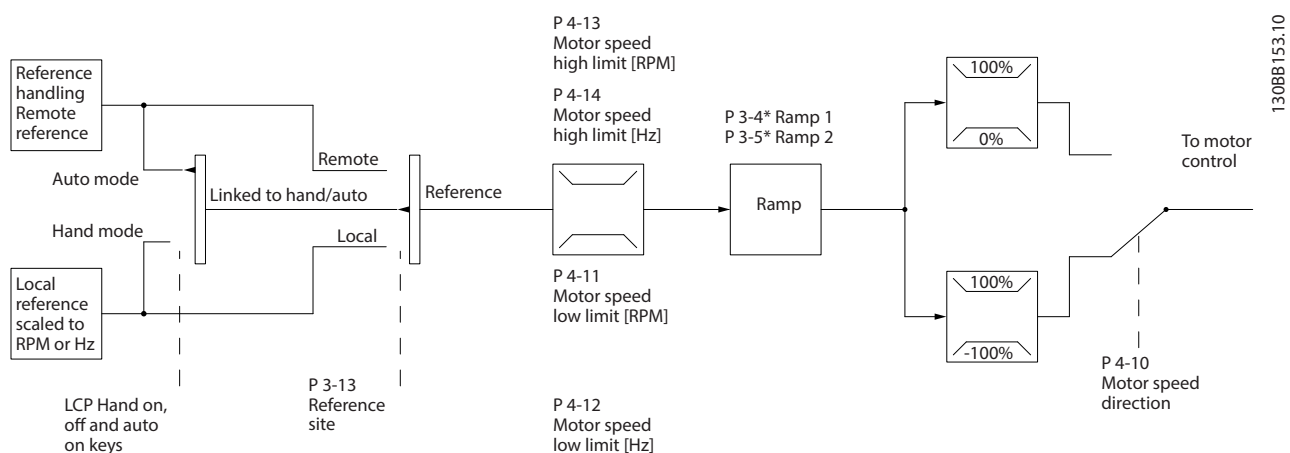 P 4-13
Motor speed
high limit [RPM]
P 4-14
Motor speed
high limit [Hz]
130BB153.10
Reference
handling
Remote
reference
Auto mode
Hand mode
Local
reference
scaled to
RPM or Hz
LCP Hand on,
off and auto
on keys
Linked to hand/auto
Remote
Local
P 3-13
Reference
site
Reference
P 4-11
Motor speed
low limit [RPM]
P 4-12
Motor speed
low limit [Hz]
P 3-4* Ramp 1
P 3-5* Ramp 2
Ramp
100%
0%
100%
-100%
To motor
control
P 4-10
Motor speed
direction